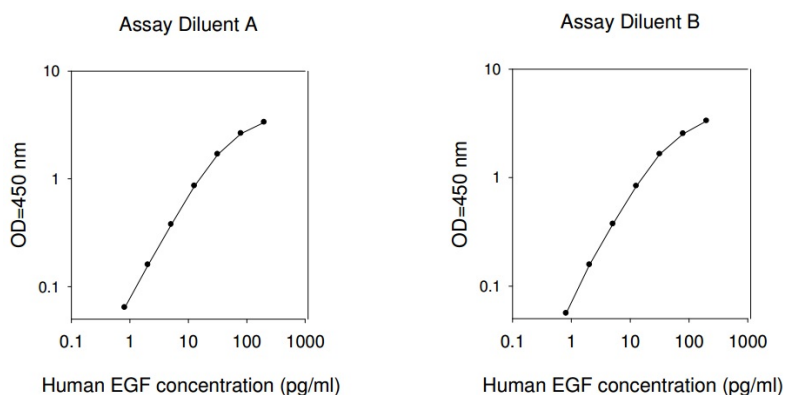 Assay Diluent A
10
1
0.1
OD=450 nm
0.1 1 10 100 1000
Human EGF concentration (pg/ml)
Assay Diluent B
10
1
0.1
OD=450 nm
0.1 1 10 100 1000
Human EGF concentration (pg/ml)